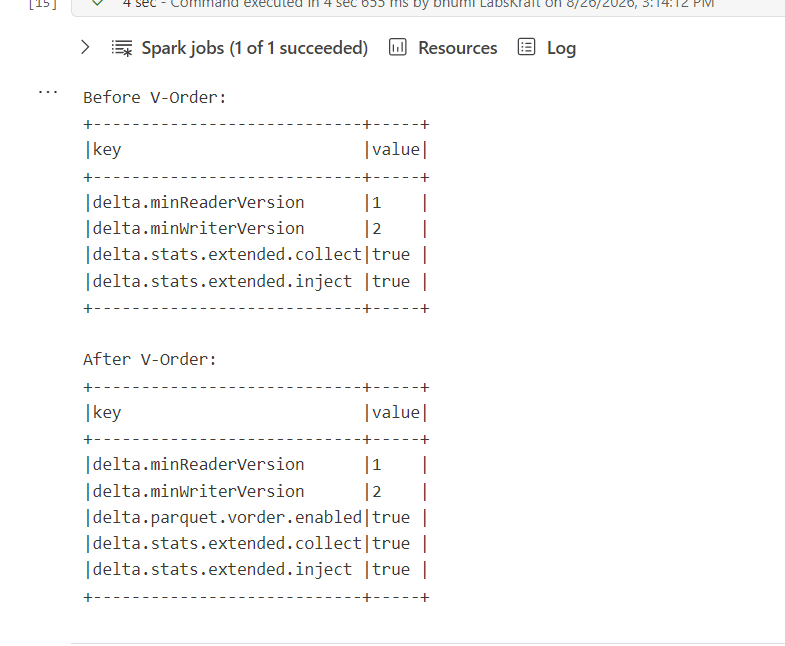 [15] 4 sec - Command executed in 4 sec 655 ms by bhumi LabsKraft on 8/26/2026, 3:14:12 PM
Spark jobs (1 of 1 succeeded) Resources Log
...
Before V-Order:
+----------------------------+-----+
|key                         |value|
+----------------------------+-----+
|delta.minReaderVersion      |1    |
|delta.minWriterVersion      |2    |
|delta.stats.extended.collect|true |
|delta.stats.extended.inject |true |
+----------------------------+-----+
After V-Order:
+----------------------------+-----+
|key                         |value|
+----------------------------+-----+
|delta.minReaderVersion      |1    |
|delta.minWriterVersion      |2    |
|delta.parquet.vorder.enabled|true |
|delta.stats.extended.collect|true |
|delta.stats.extended.inject |true |
+----------------------------+-----+